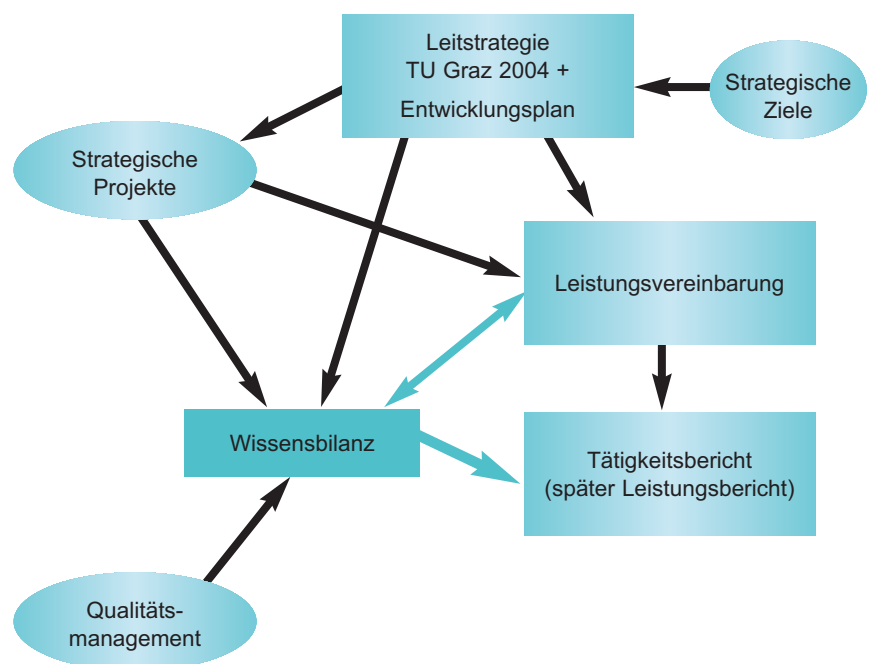 Leitstrategie
TU Graz 2004 +
Entwicklungsplan
Strategische
Ziele
Strategische
Projekte
Leistungsvereinbarung
Wissensbilanz
Tätigkeitsbericht
(später Leistungsbericht)
Qualitäts-
management